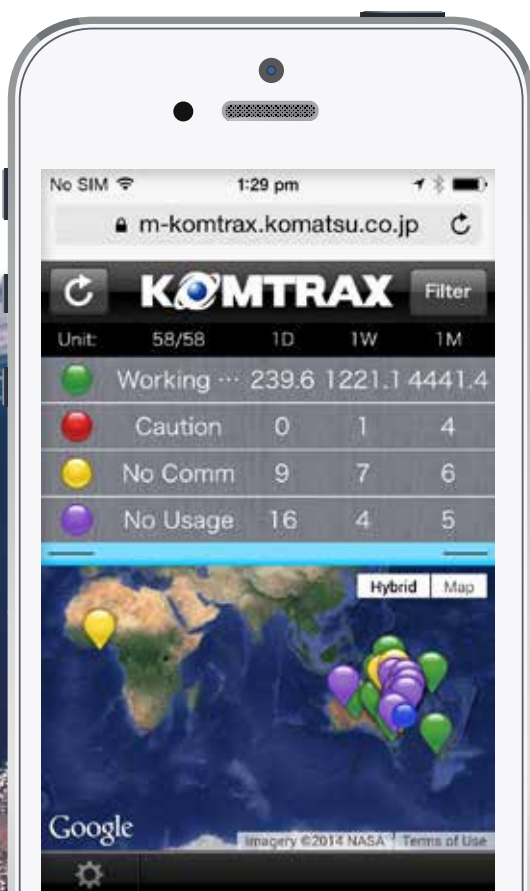 No SIM 1:29 pm
m-komtrax.komatsu.co.jp
KOMTRAX Filter
Unit: 58/58 1D 1W 1M
Working ··· 239.6 1221.1 4441.4
Caution 0 1 4
No Comm 9 7 6
No Usage 16 4 5
Hybrid Map
Google Imagery ©2014 NASA Terms of Use